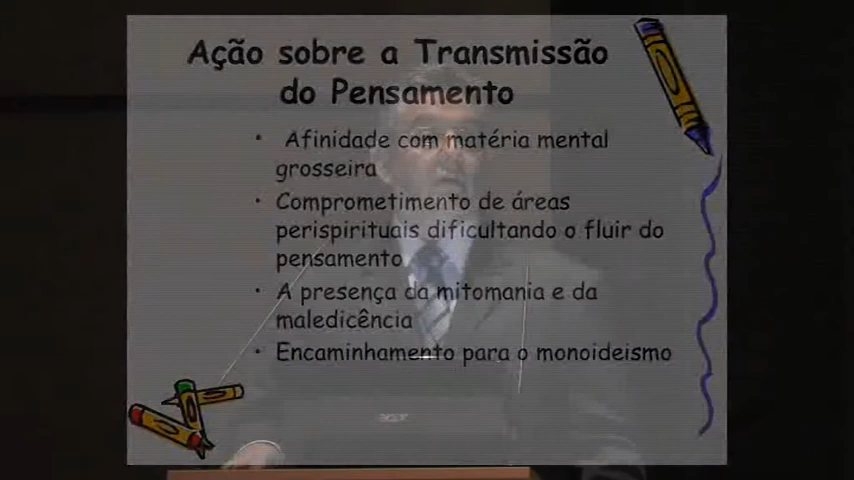 Ação sobre a Transmissão
do Pensamento
• Afinidade com matéria mental
grosseira
• Comprometimento de áreas
perispirituais dificultando o fluir do
pensamento
• A presença da mitomania e da
maledicência
• Encaminhamento para o monoideismo
acer